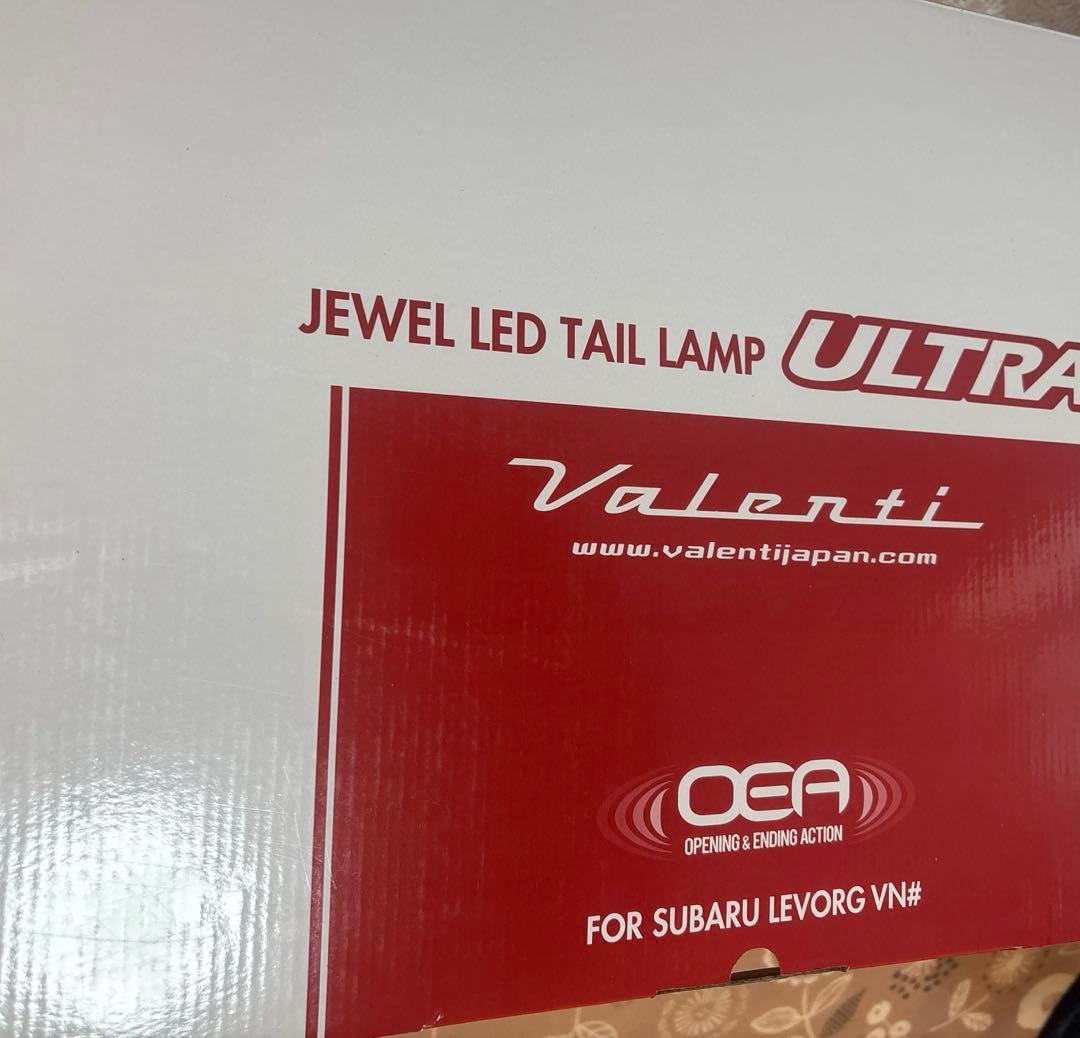 JEWEL LED TAIL LAMP ULTRA
Valenti
www.valentijapan.com
OEA
OPENING & ENDING ACTION
FOR SUBARU LEVORG VN#